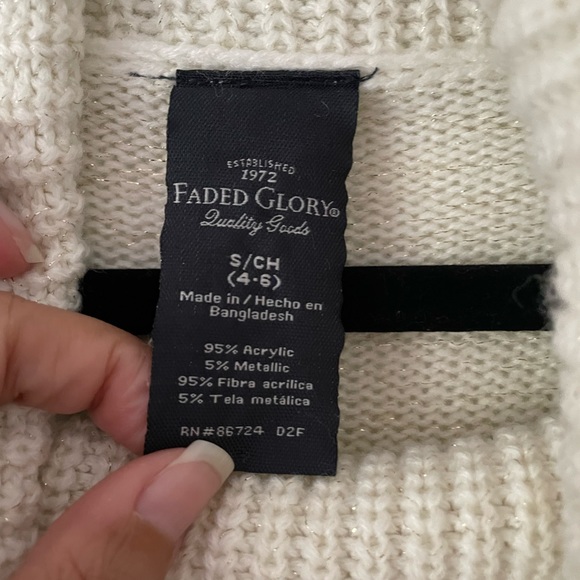 ESTABLISHED
1972
FADED GLORY®
Quality Goods
S/CH
(4-6)
Made in / Hecho en
Bangladesh
95% Acrylic
5% Metallic
95% Fibra acrilica
5% Tela metálica
RN#86724 D2F